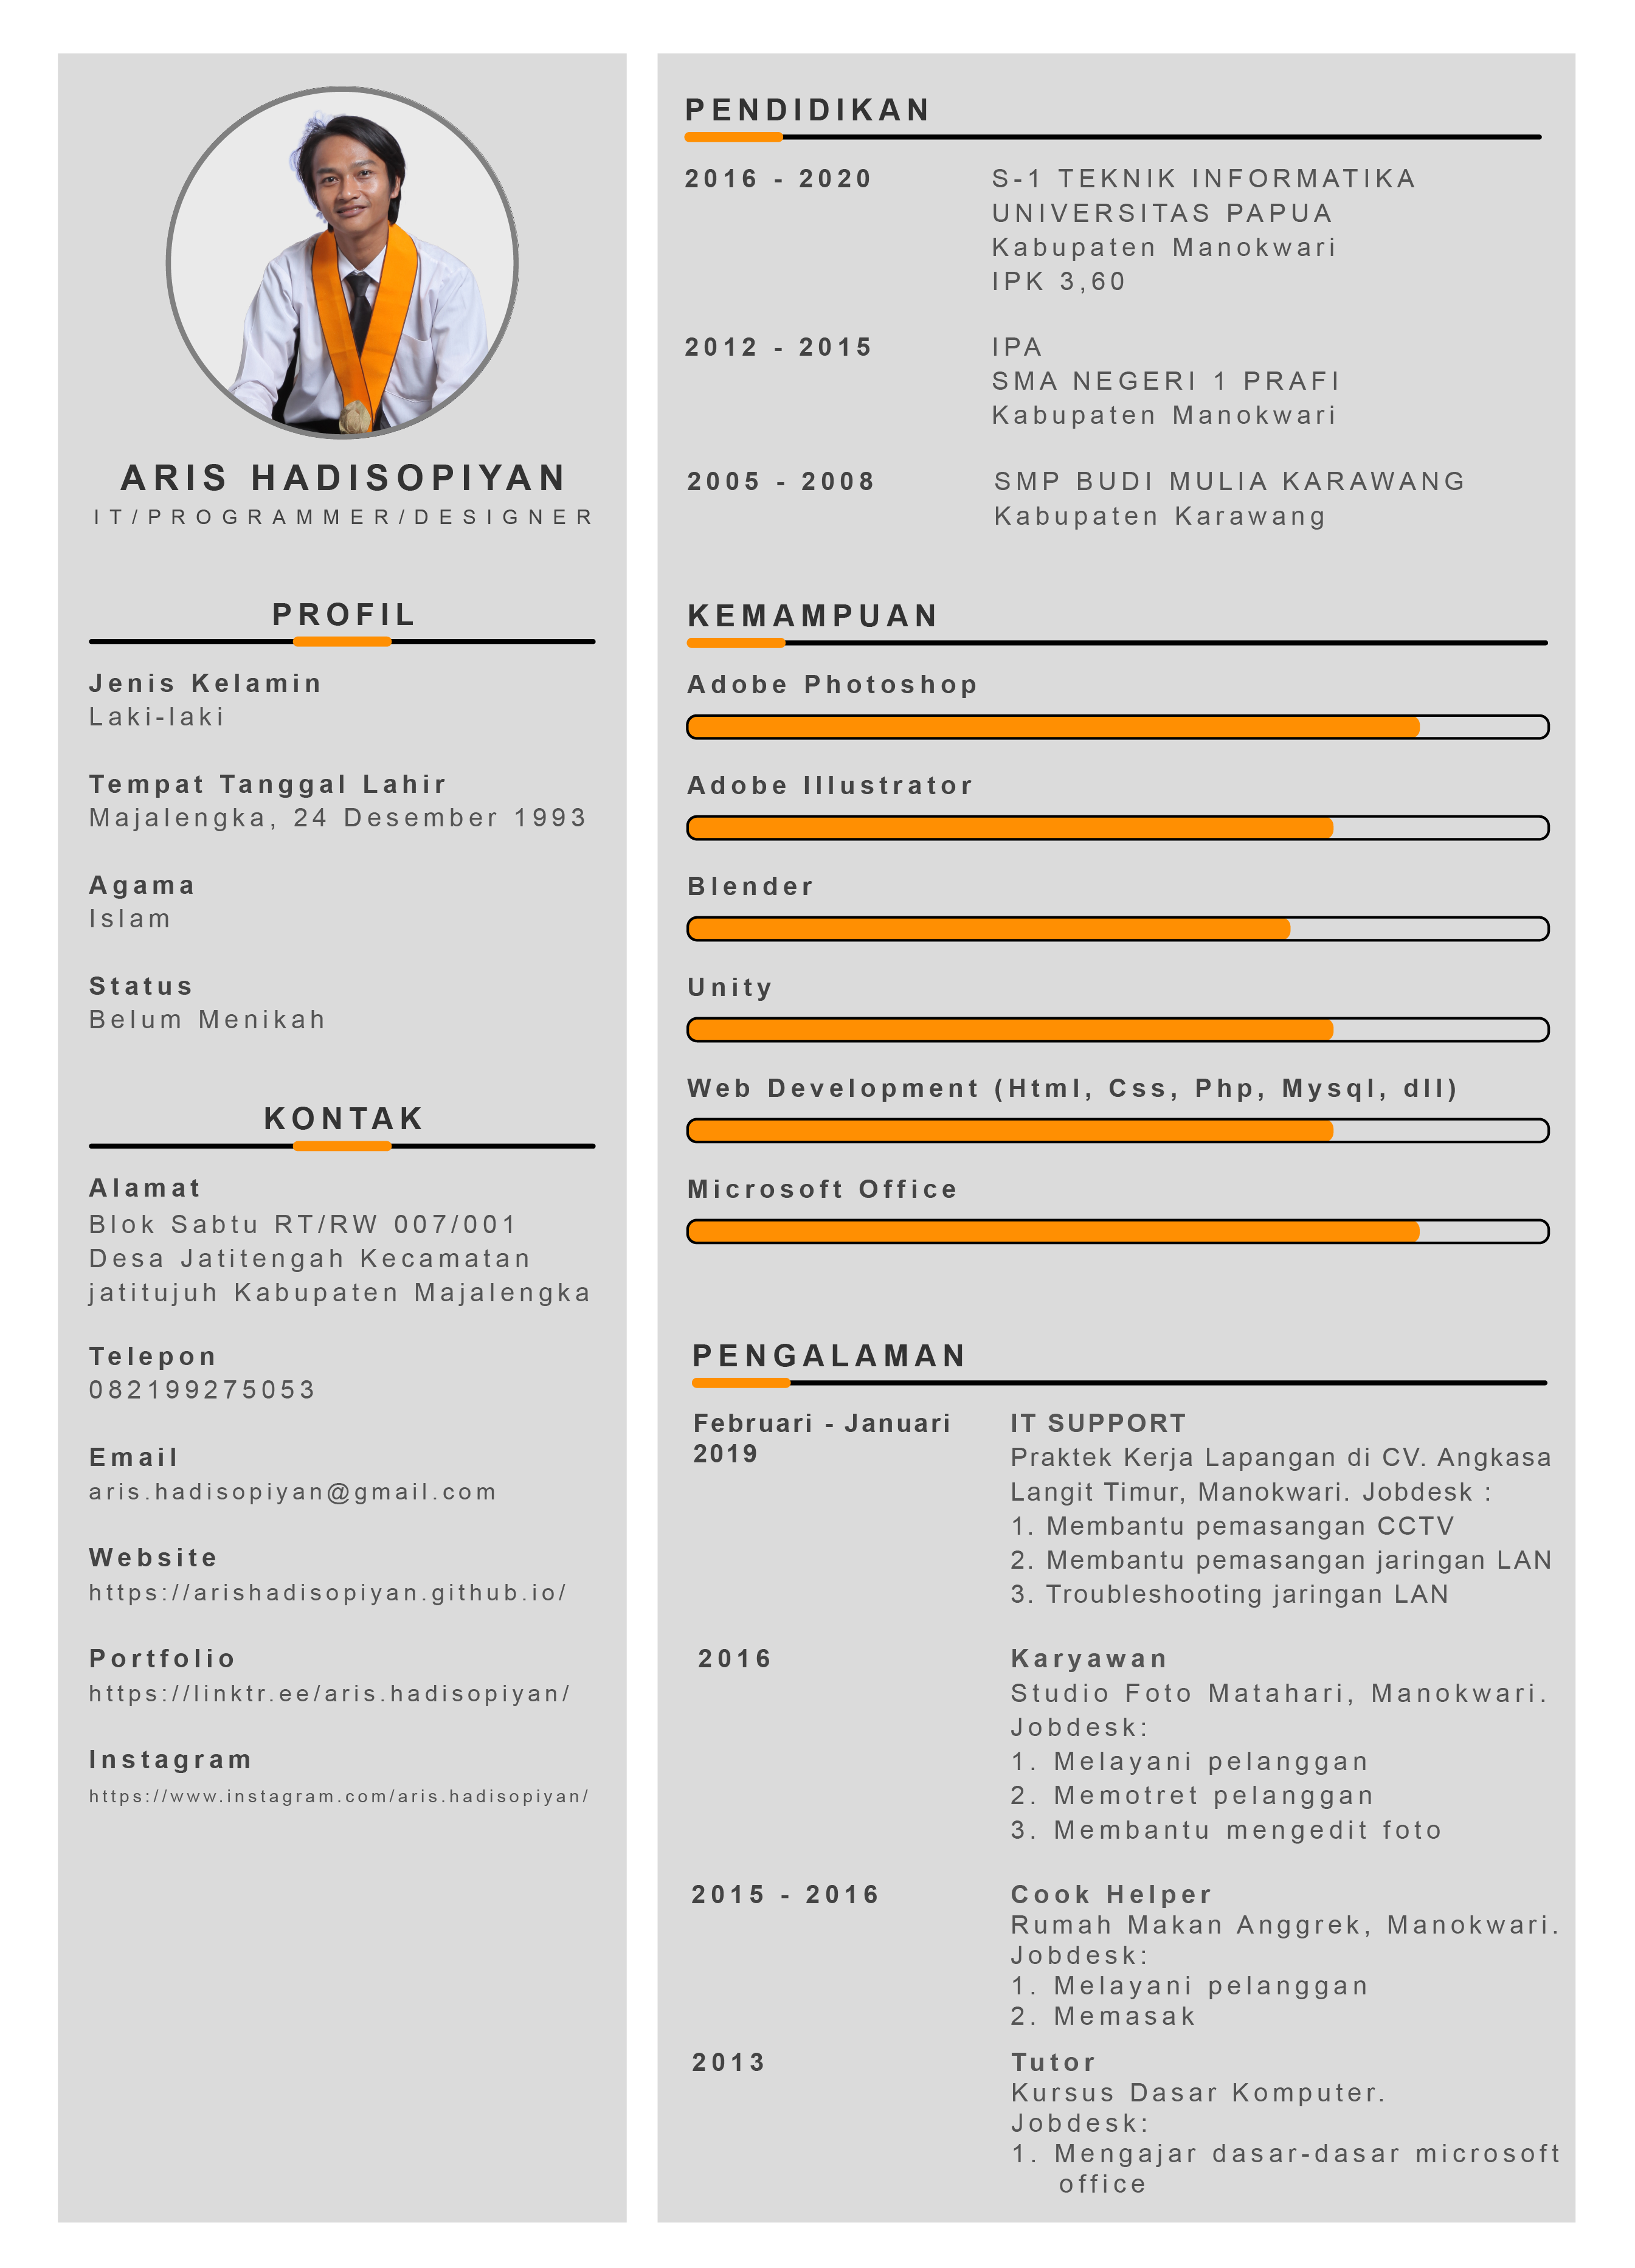 ARIS HADISOPIYAN
IT/PROGRAMMER/DESIGNER
PROFIL
Jenis Kelamin
Laki-laki
Tempat Tanggal Lahir
Majalengka, 24 Desember 1993
Agama
Islam
Status
Belum Menikah
KONTAK
Alamat
Blok Sabtu RT/RW 007/001
Desa Jatitengah Kecamatan
jatitujuh Kabupaten Majalengka
Telepon
082199275053
Email
aris.hadisopiyan@gmail.com
Website
https://arishadisopiyan.github.io/
Portfolio
https://linktr.ee/aris.hadisopiyan/
Instagram
https://www.instagram.com/aris.hadisopiyan/
PENDIDIKAN
2016 - 2020 S-1 TEKNIK INFORMATIKA
UNIVERSITAS PAPUA
Kabupaten Manokwari
IPK 3,60
2012 - 2015 IPA
SMA NEGERI 1 PRAFI
Kabupaten Manokwari
2005 - 2008 SMP BUDI MULIA KARAWANG
Kabupaten Karawang
KEMAMPUAN
Adobe Photoshop
Adobe Illustrator
Blender
Unity
Web Development (Html, Css, Php, Mysql, dll)
Microsoft Office
PENGALAMAN
Februari - Januari
2019
IT SUPPORT
Praktek Kerja Lapangan di CV. Angkasa
Langit Timur, Manokwari. Jobdesk :
1. Membantu pemasangan CCTV
2. Membantu pemasangan jaringan LAN
3. Troubleshooting jaringan LAN
2016 Karyawan
Studio Foto Matahari, Manokwari.
Jobdesk:
1. Melayani pelanggan
2. Memotret pelanggan
3. Membantu mengedit foto
2015 - 2016 Cook Helper
Rumah Makan Anggrek, Manokwari.
Jobdesk:
1. Melayani pelanggan
2. Memasak
2013 Tutor
Kursus Dasar Komputer.
Jobdesk:
1. Mengajar dasar-dasar microsoft
office